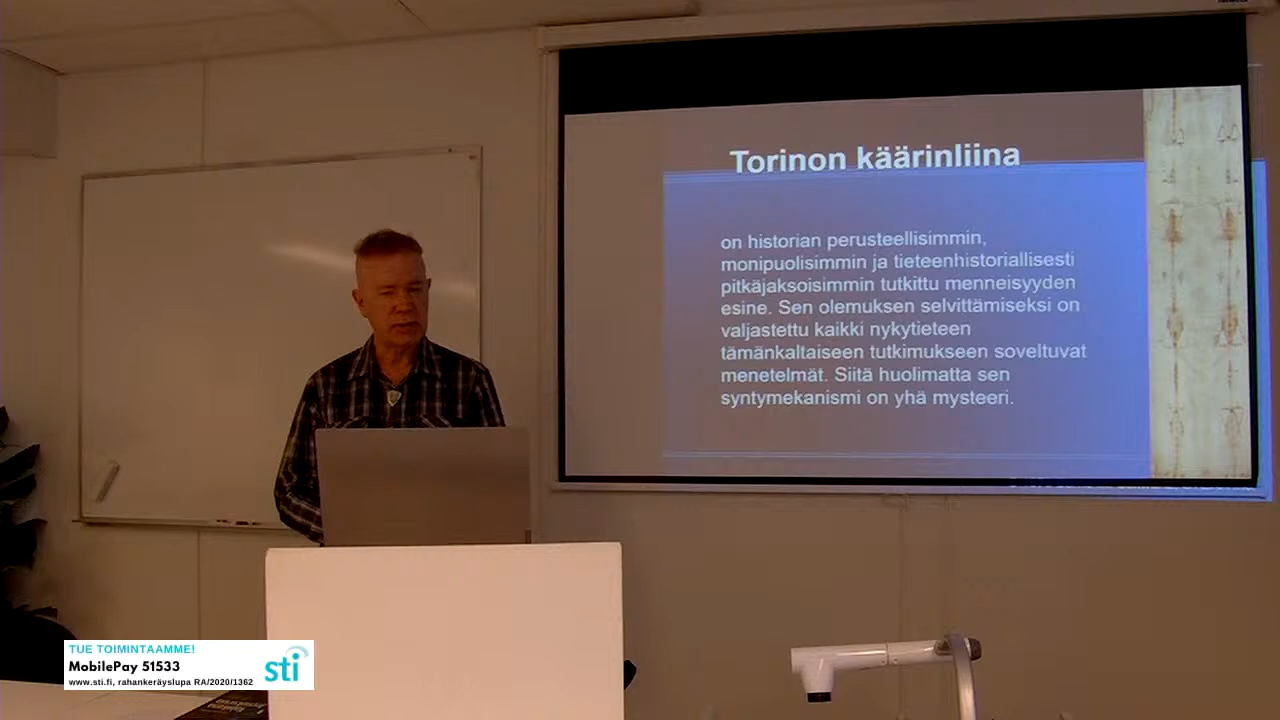 Torinon käärinliina
on historian perusteellisimmin,
monipuolisimmin ja tieteenhistoriallisesti
pitkäjaksoisimmin tutkittu menneisyyden
esine. Sen olemuksen selvittämiseksi on
valjastettu kaikki nykytieteen
tämänkaltaiseen tutkimukseen soveltuvat
menetelmät. Siitä huolimatta sen
syntymekanismi on yhä mysteeri.
TUE TOIMINTAAMME!
MobilePay 51533
www.sti.fi, rahankeräyslupa RA/2020/1362
sti